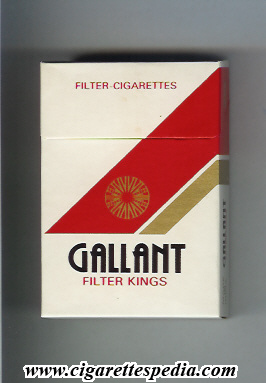 FILTER-CIGARETTES
GALLANT
FILTER KINGS
www.cigarettespedia.com